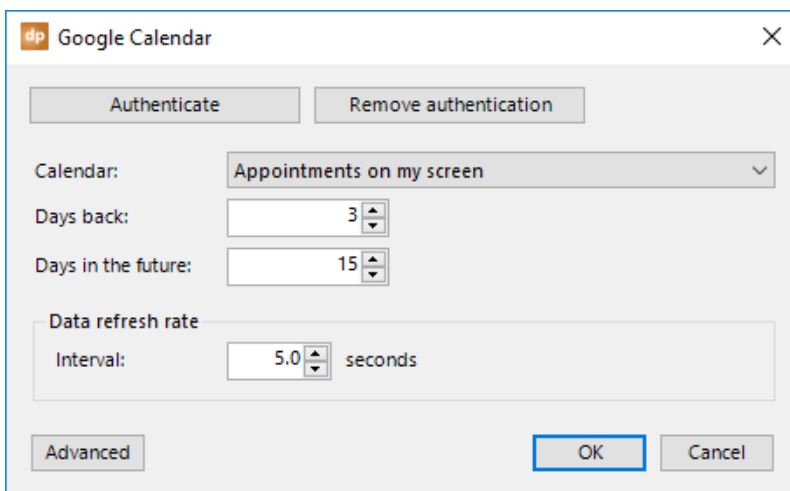 dp Google Calendar
Authenticate Remove authentication
Calendar: Appointments on my screen
Days back: 3
Days in the future: 15
Data refresh rate
Interval: 5.0 seconds
Advanced OK Cancel